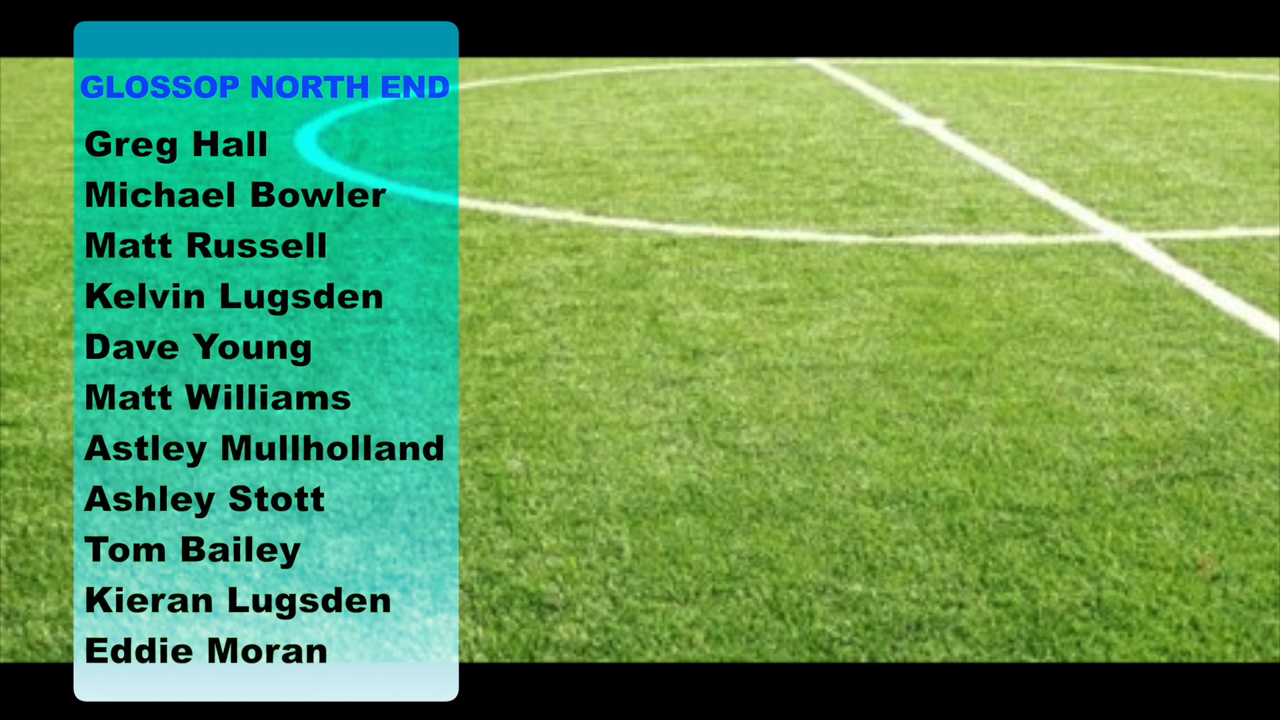 GLOSSOP NORTH END
Greg Hall
Michael Bowler
Matt Russell
Kelvin Lugsden
Dave Young
Matt Williams
Astley Mullholland
Ashley Stott
Tom Bailey
Kieran Lugsden
Eddie Moran